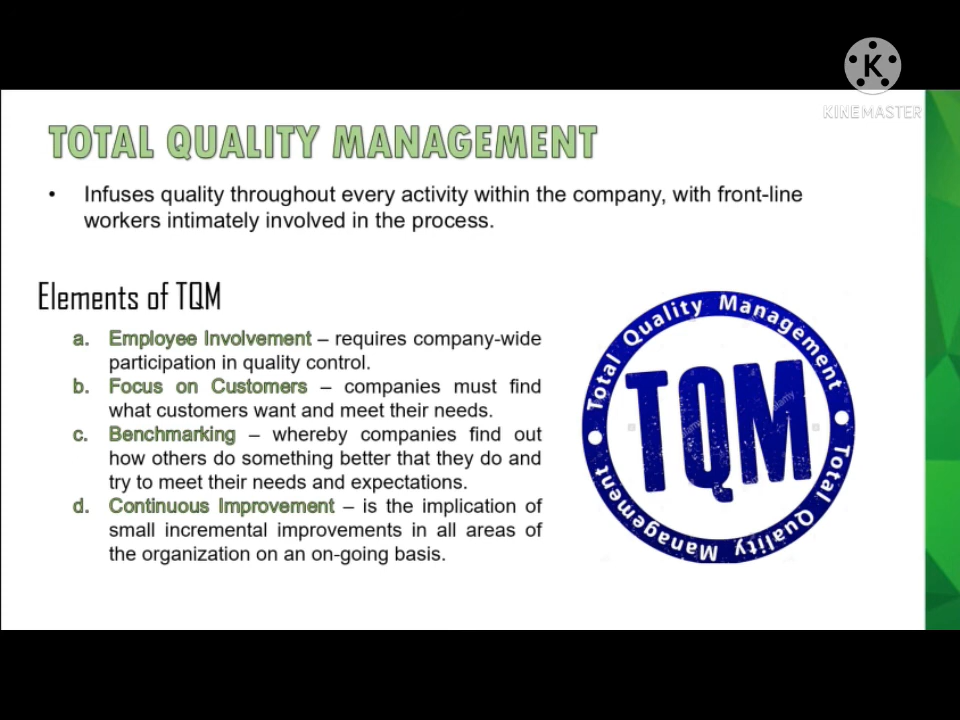 K
KINEMASTER
TOTAL QUALITY MANAGEMENT
• Infuses quality throughout every activity within the company, with front-line
workers intimately involved in the process.
Elements of TQM
a. Employee Involvement – requires company-wide
participation in quality control.
b. Focus on Customers – companies must find
what customers want and meet their needs.
c. Benchmarking – whereby companies find out
how others do something better that they do and
try to meet their needs and expectations.
d. Continuous Improvement – is the implication of
small incremental improvements in all areas of
the organization on an on-going basis.
Total Quality Management
TQM
Total Quality Management